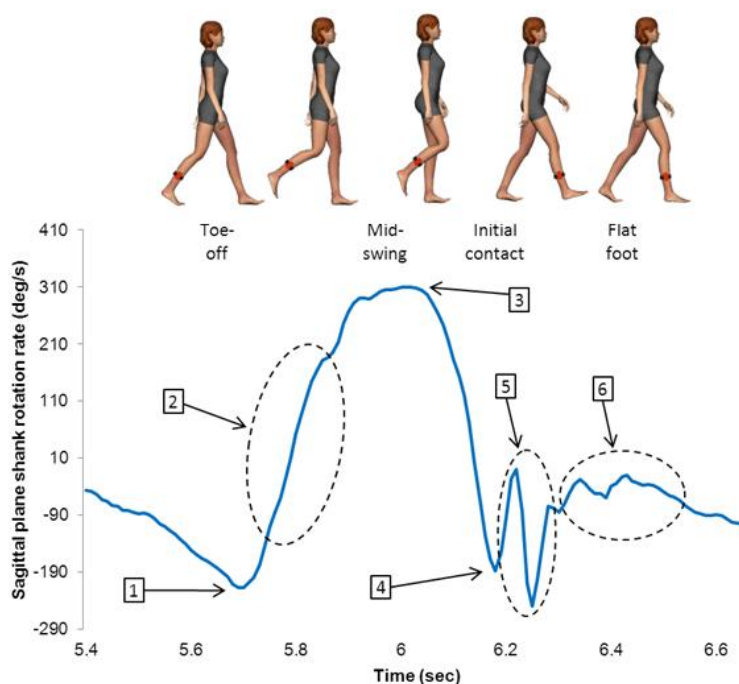 Toe-
off
Mid-
swing
Initial
contact
Flat
foot
Sagittal plane shank rotation rate (deg/s)
410
310
210
110
10
-90
-190
-290
1
2
3
4
5
6
5.4
5.6
5.8
6
6.2
6.4
6.6
Time (sec)